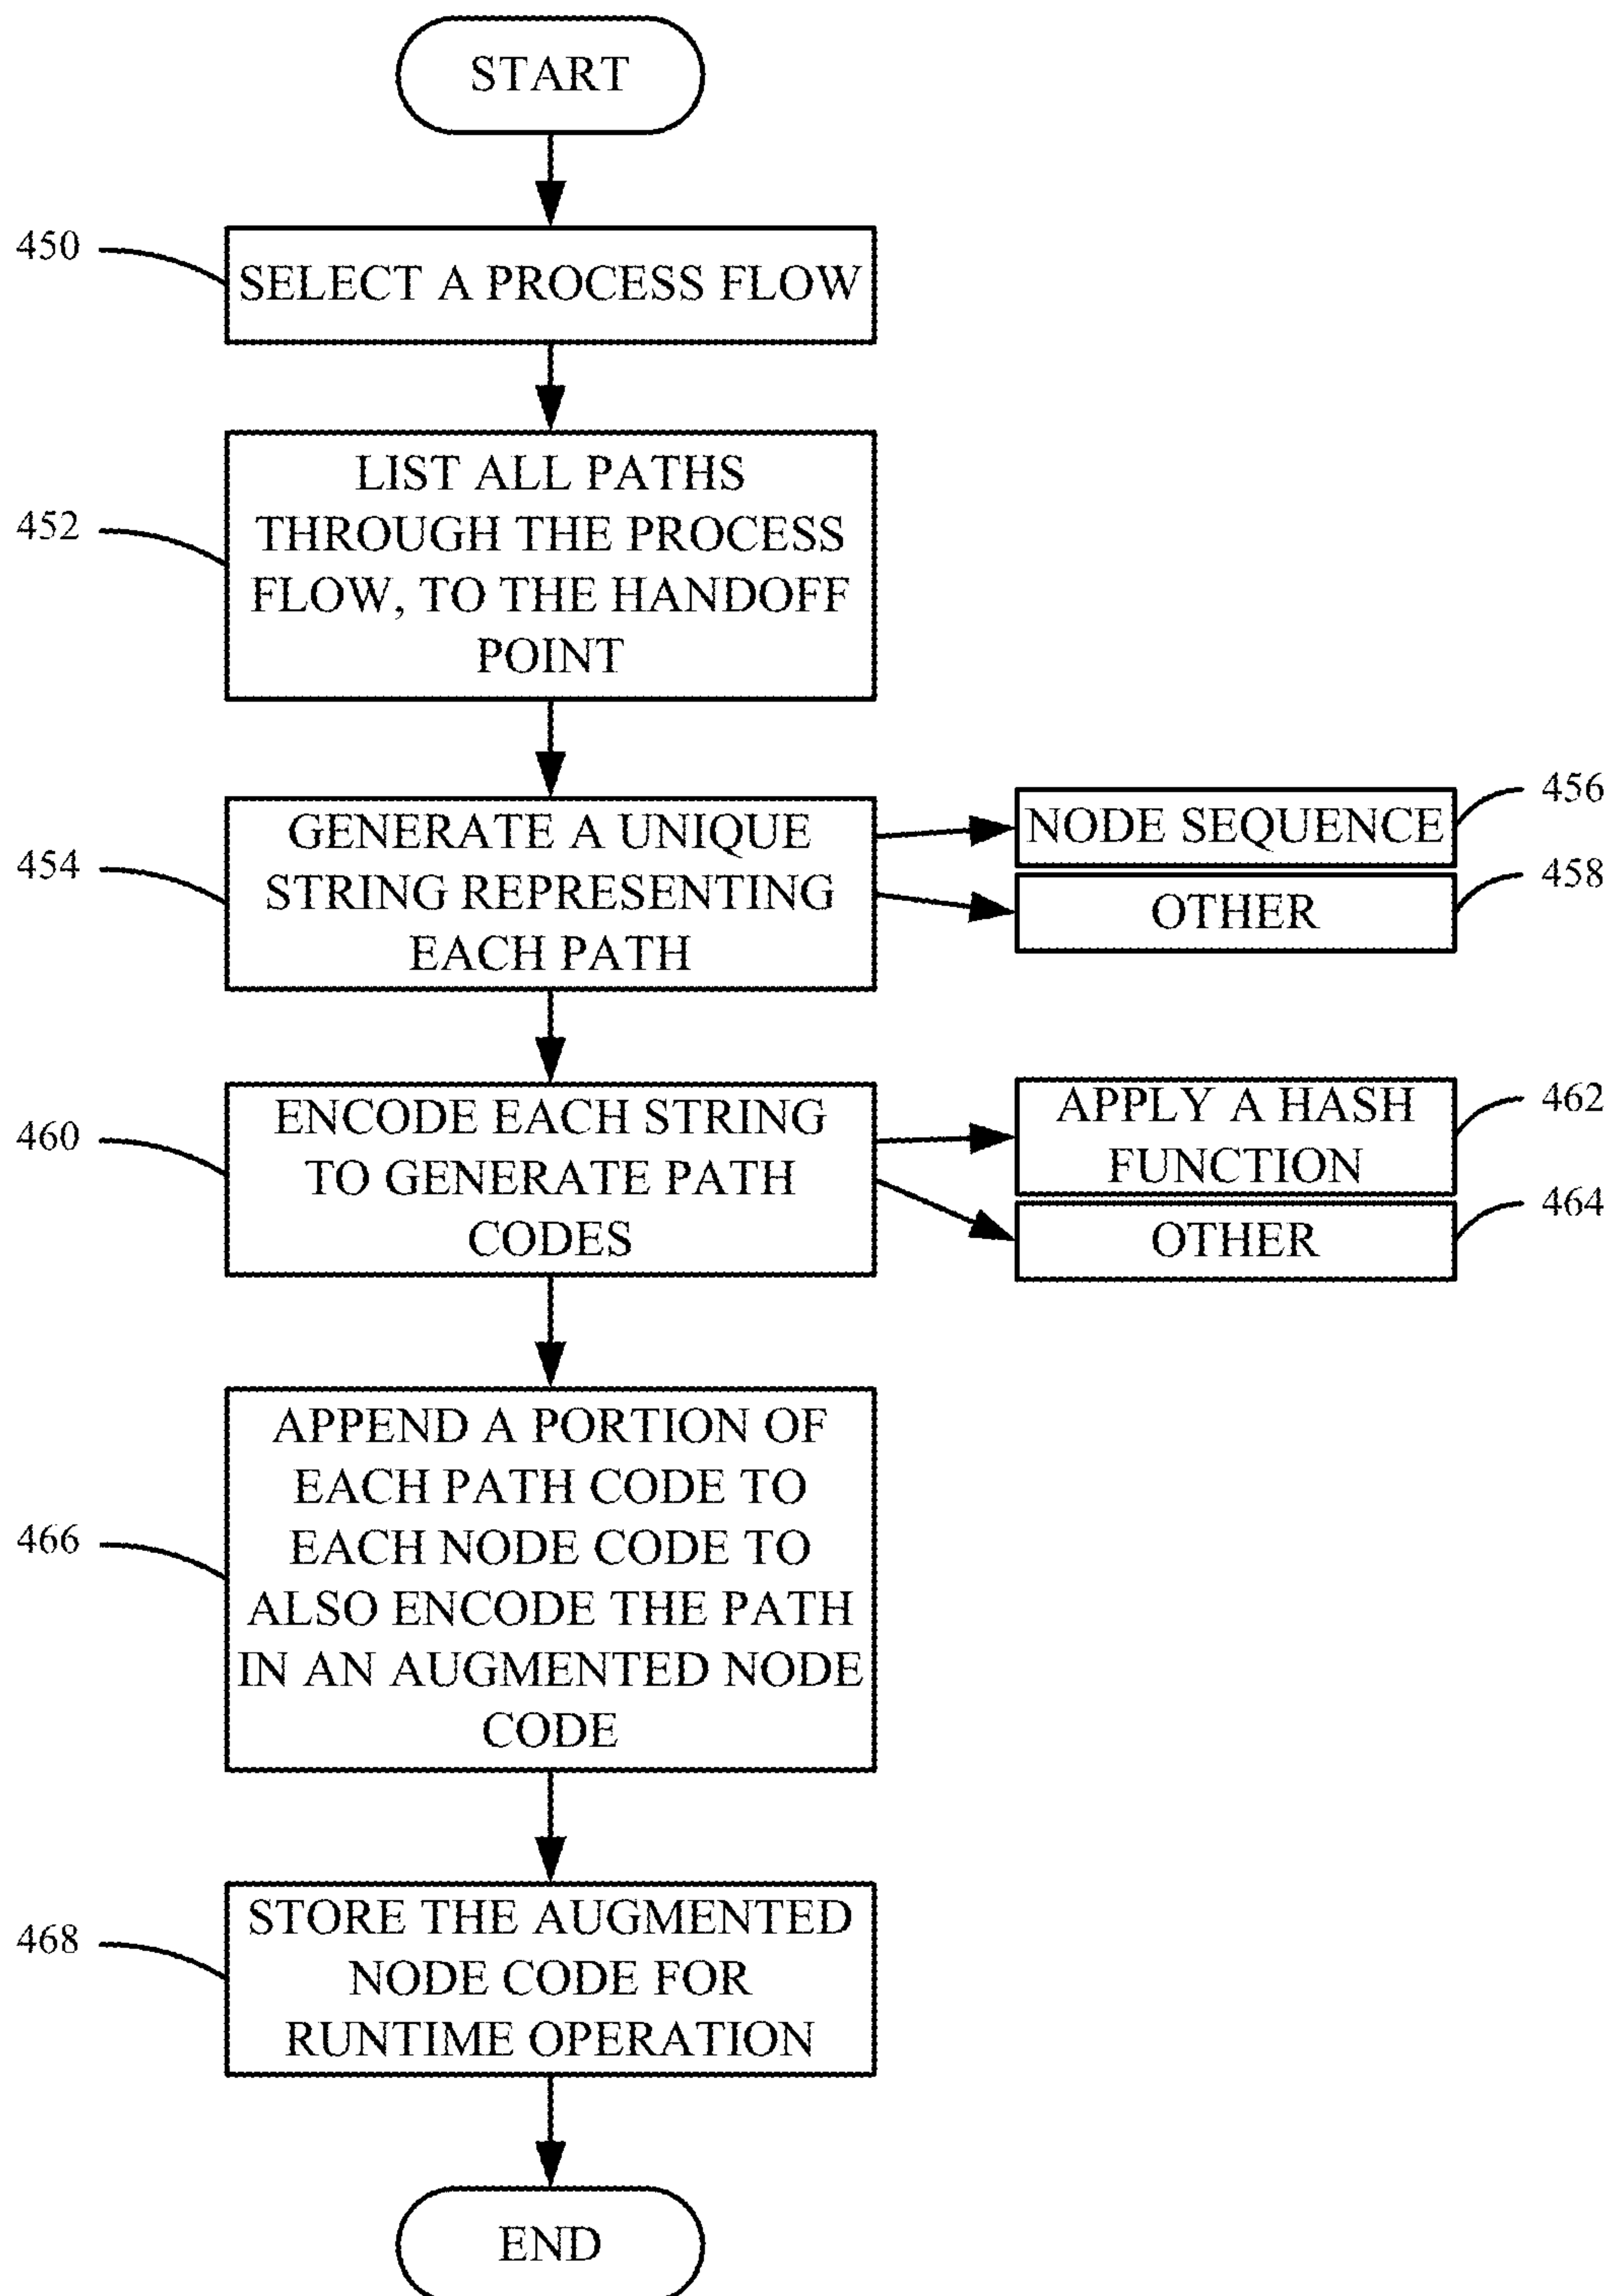 START
450
SELECT A PROCESS FLOW
452
LIST ALL PATHS
THROUGH THE PROCESS
FLOW, TO THE HANDOFF
POINT
454
GENERATE A UNIQUE
STRING REPRESENTING
EACH PATH
NODE SEQUENCE
456
OTHER
458
460
ENCODE EACH STRING
TO GENERATE PATH
CODES
APPLY A HASH
FUNCTION
462
OTHER
464
466
APPEND A PORTION OF
EACH PATH CODE TO
EACH NODE CODE TO
ALSO ENCODE THE PATH
IN AN AUGMENTED NODE
CODE
468
STORE THE AUGMENTED
NODE CODE FOR
RUNTIME OPERATION
END